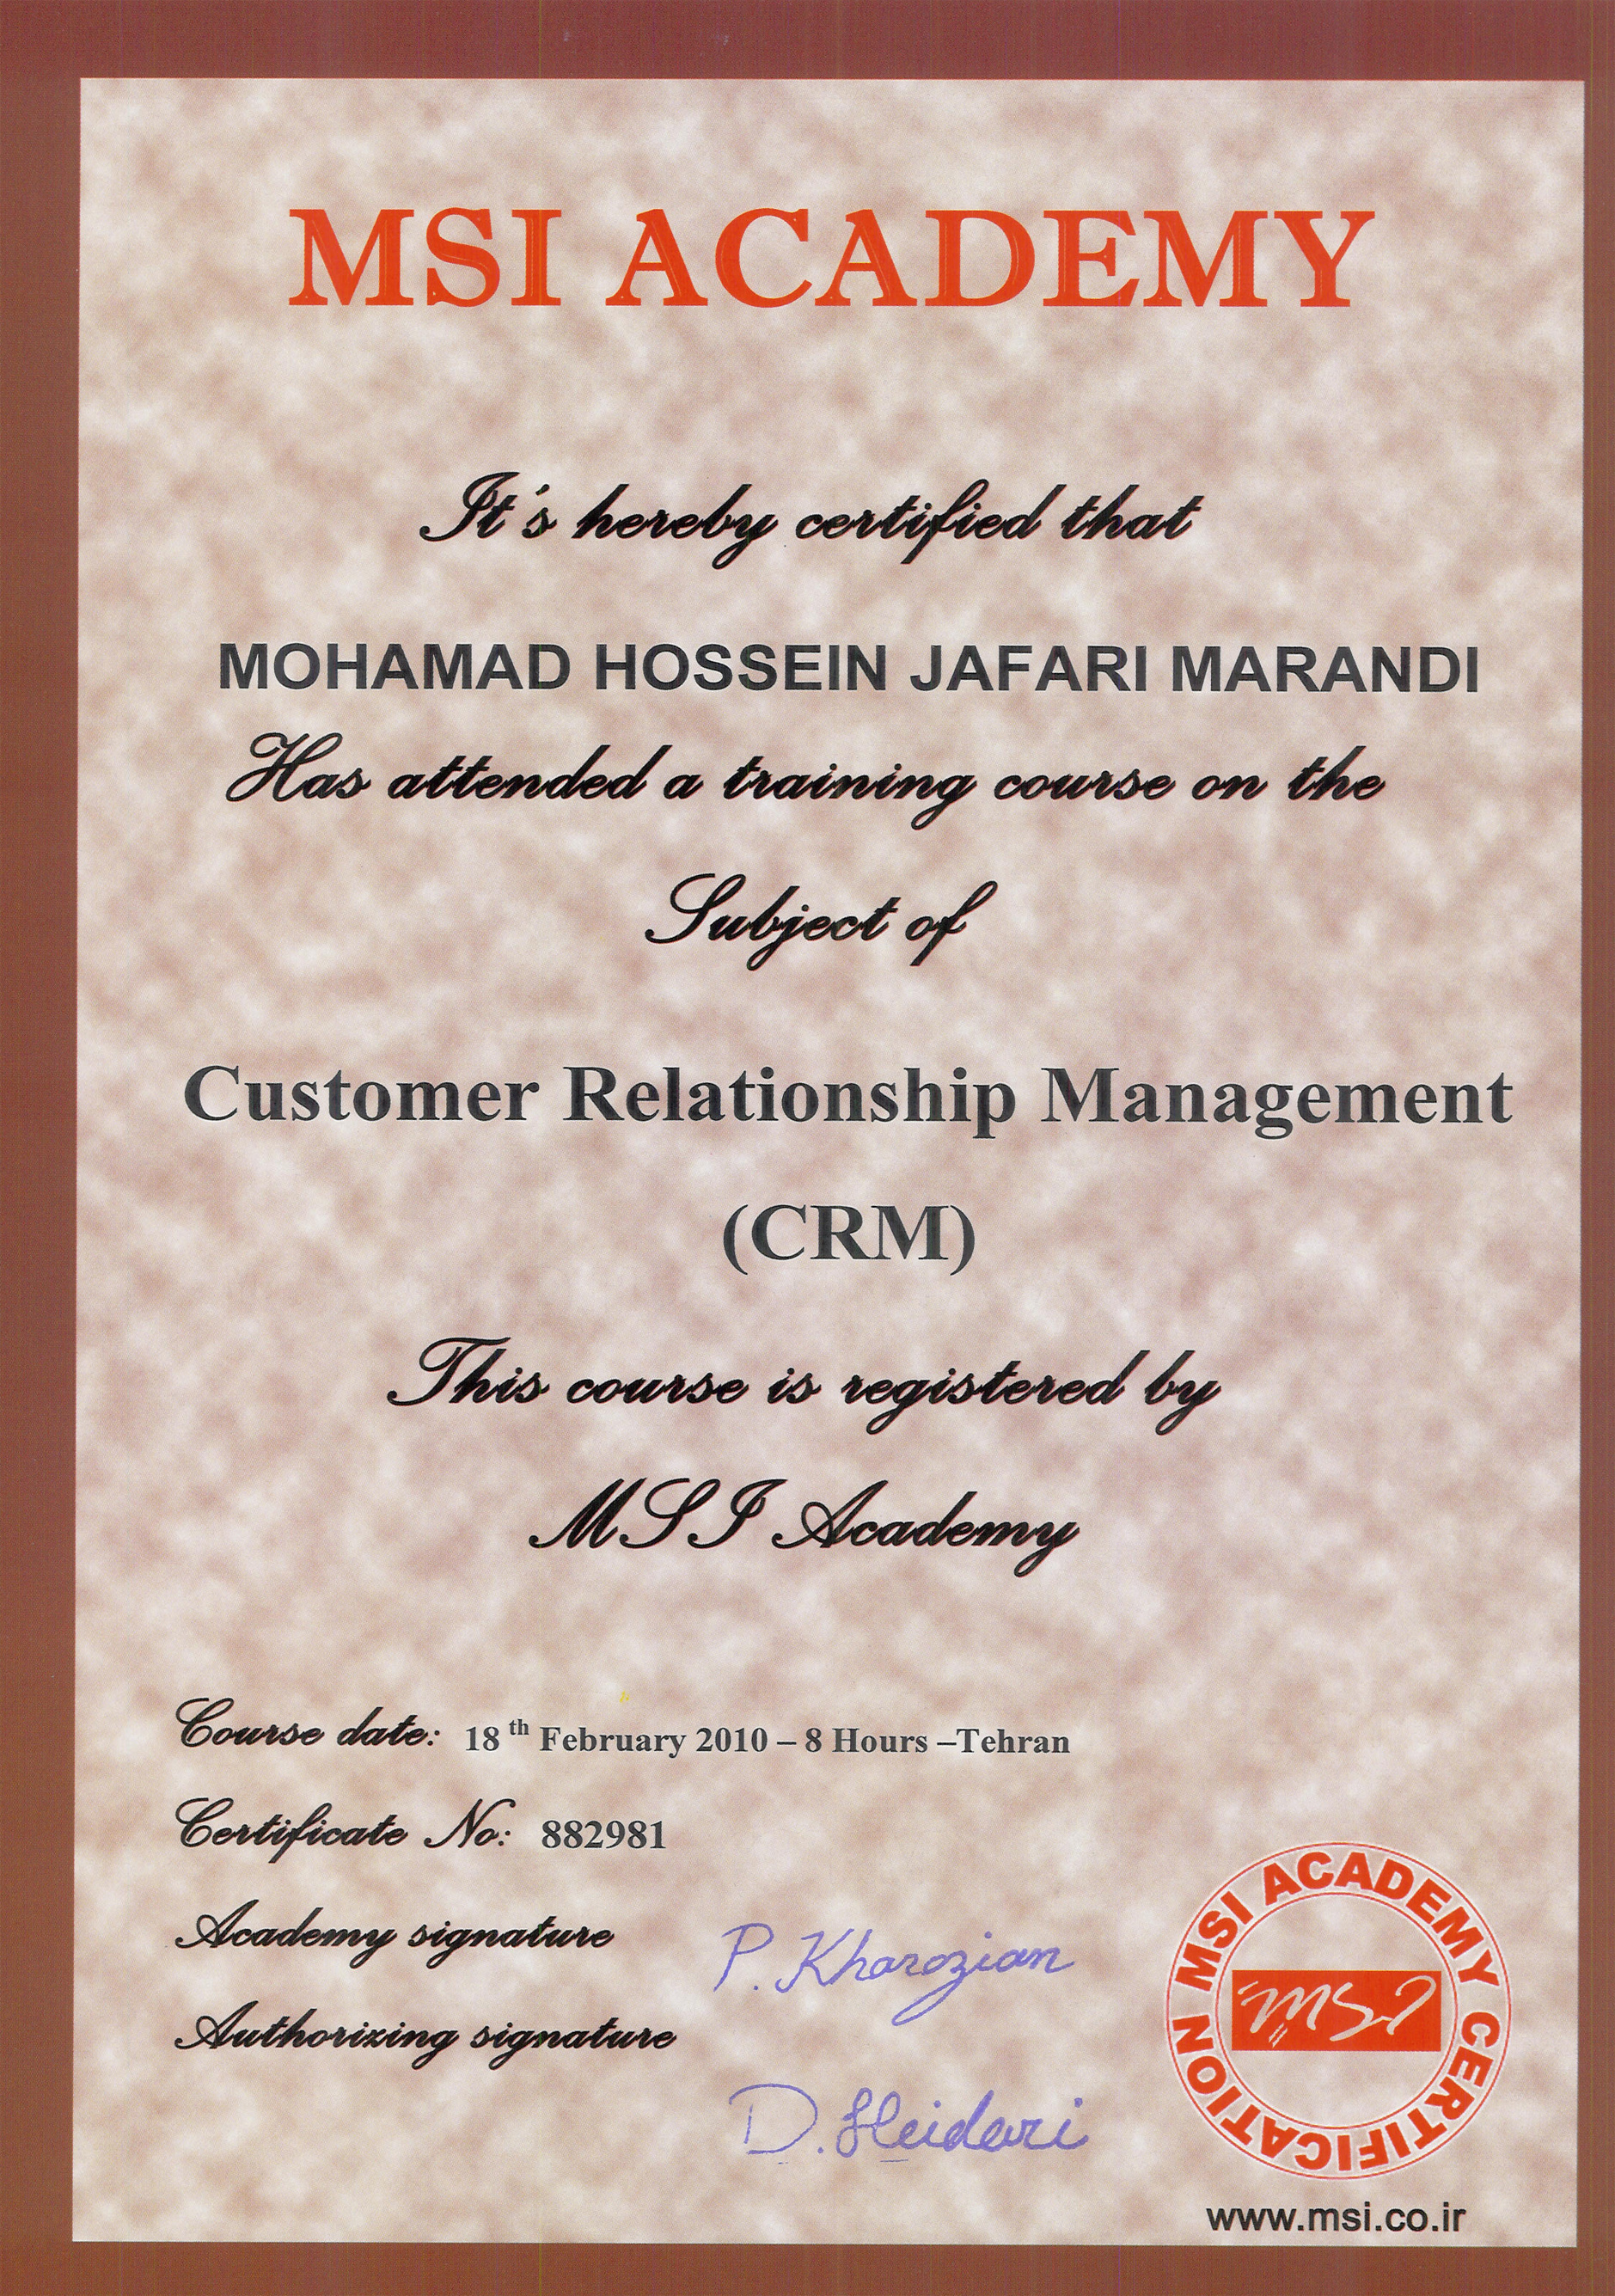 MSI ACADEMY
It's hereby certified that
MOHAMAD HOSSEIN JAFARI MARANDI
Has attended a training course on the
Subject of
Customer Relationship Management
(CRM)
This course is registered by
MSI Academy
Course date: 18 th February 2010 – 8 Hours –Tehran
Certificate No: 882981
Academy signature
P. Kharozian
Authorizing signature
D. Heidari
MSI ACADEMY CERTIFICATION
MSI
www.msi.co.ir